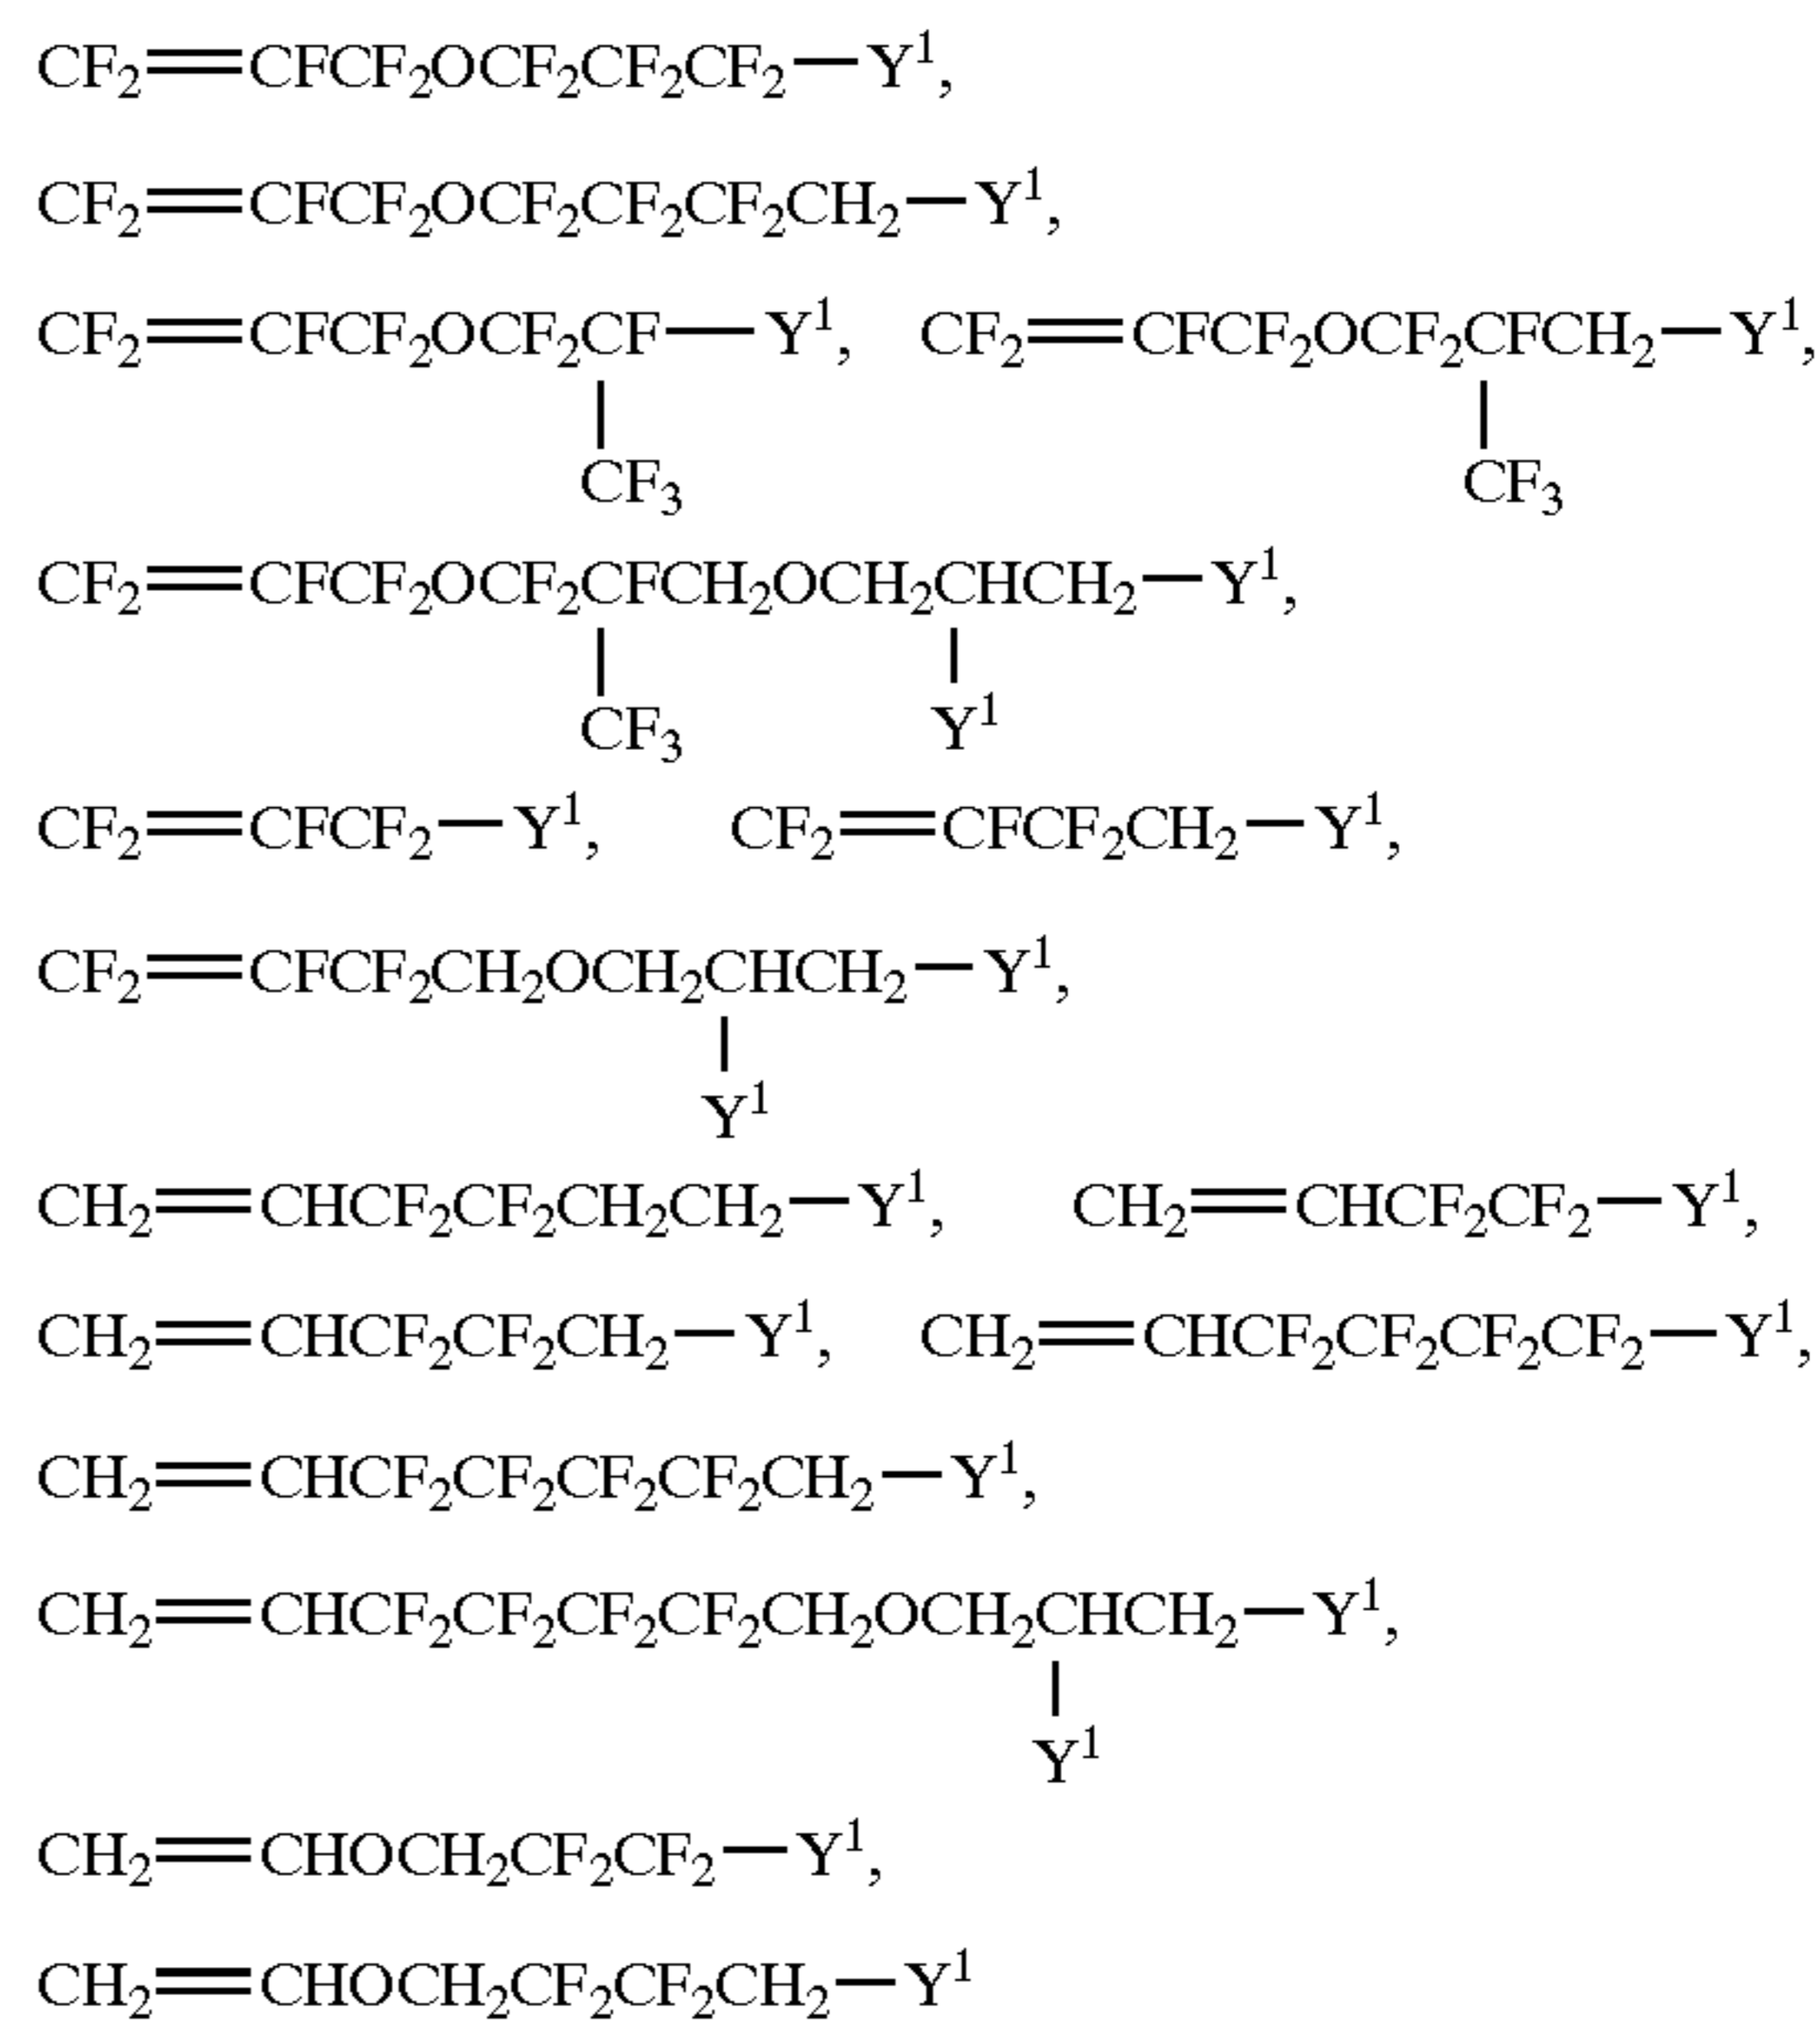 CF₂=CFCF₂OCF₂CF₂CF₂—Y¹,
CF₂=CFCF₂OCF₂CF₂CF₂CH₂—Y¹,
CF₂=CFCF₂OCF₂CF—Y¹, CF₂=CFCF₂OCF₂CFCH₂—Y¹,
CF₃ CF₃
CF₂=CFCF₂OCF₂CFCH₂OCH₂CHCH₂—Y¹,
CF₃ Y¹
CF₂=CFCF₂—Y¹, CF₂=CFCF₂CH₂—Y¹,
CF₂=CFCF₂CH₂OCH₂CHCH₂—Y¹,
Y¹
CH₂=CHCF₂CF₂CH₂CH₂—Y¹, CH₂=CHCF₂CF₂—Y¹,
CH₂=CHCF₂CF₂CH₂—Y¹, CH₂=CHCF₂CF₂CF₂CF₂—Y¹,
CH₂=CHCF₂CF₂CF₂CF₂CH₂—Y¹,
CH₂=CHCF₂CF₂CF₂CF₂CH₂OCH₂CHCH₂—Y¹,
Y¹
CH₂=CHOCH₂CF₂CF₂—Y¹,
CH₂=CHOCH₂CF₂CF₂CH₂—Y¹